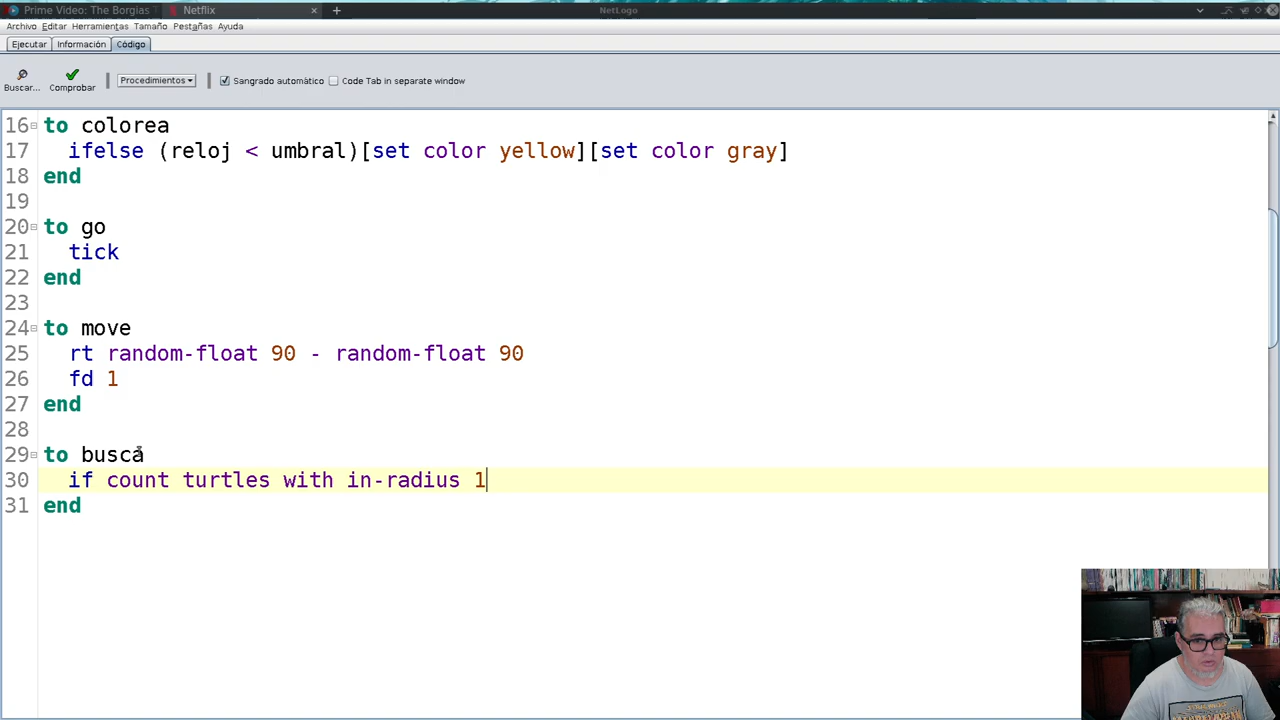 Prime Video: The Borgias
Netflix
NetLogo
Archivo Editar Herramientas Tamaño Pestañas Ayuda
Ejecutar Información Código
Buscar... Comprobar Procedimientos Sangrado automático Code Tab in separate window
16 to colorea
17 ifelse (reloj < umbral)[set color yellow][set color gray]
18 end
19
20 to go
21 tick
22 end
23
24 to move
25 rt random-float 90 - random-float 90
26 fd 1
27 end
28
29 to busca
30 if count turtles with in-radius 1
31 end